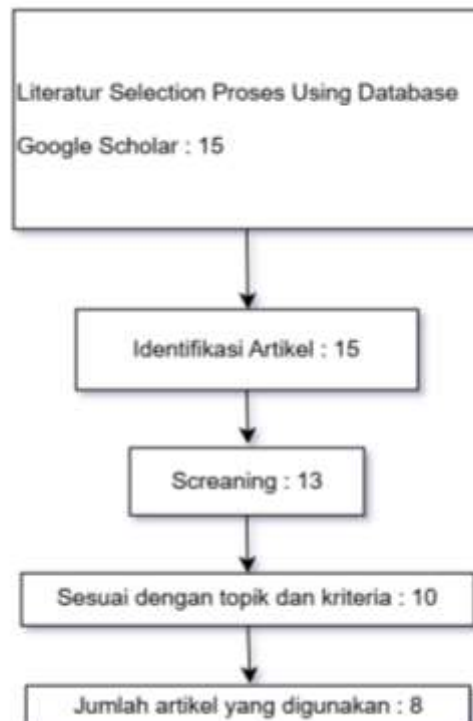 Literatur Selection Proses Using Database
Google Scholar : 15
Identifikasi Artikel : 15
Screaning : 13
Sesuai dengan topik dan kriteria : 10
Jumlah artikel yang digunakan : 8